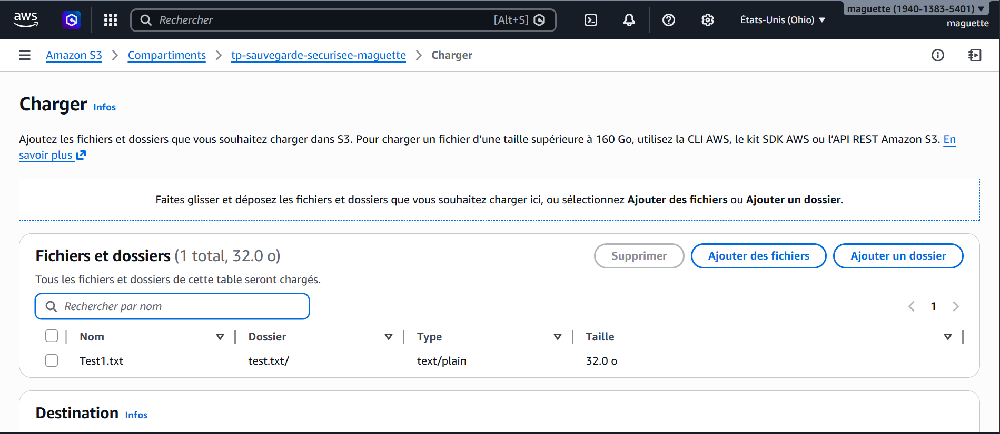 aws
Rechercher [Alt+S] États-Unis (Ohio) maguette (1940-1383-5401)
maguette
Amazon S3 Compartiments tp-sauvegarde-securisee-maguette Charger
Charger Infos
Ajoutez les fichiers et dossiers que vous souhaitez charger dans S3. Pour charger un fichier d’une taille supérieure à 160 Go, utilisez la CLI AWS, le kit SDK AWS ou l’API REST Amazon S3. En
savoir plus
Faites glisser et déposez les fichiers et dossiers que vous souhaitez charger ici, ou sélectionnez Ajouter des fichiers ou Ajouter un dossier.
Fichiers et dossiers (1 total, 32.0 o) Supprimer Ajouter des fichiers Ajouter un dossier
Tous les fichiers et dossiers de cette table seront chargés.
Rechercher par nom 1
Nom Dossier Type Taille
Test1.txt test.txt/ text/plain 32.0 o
Destination Infos